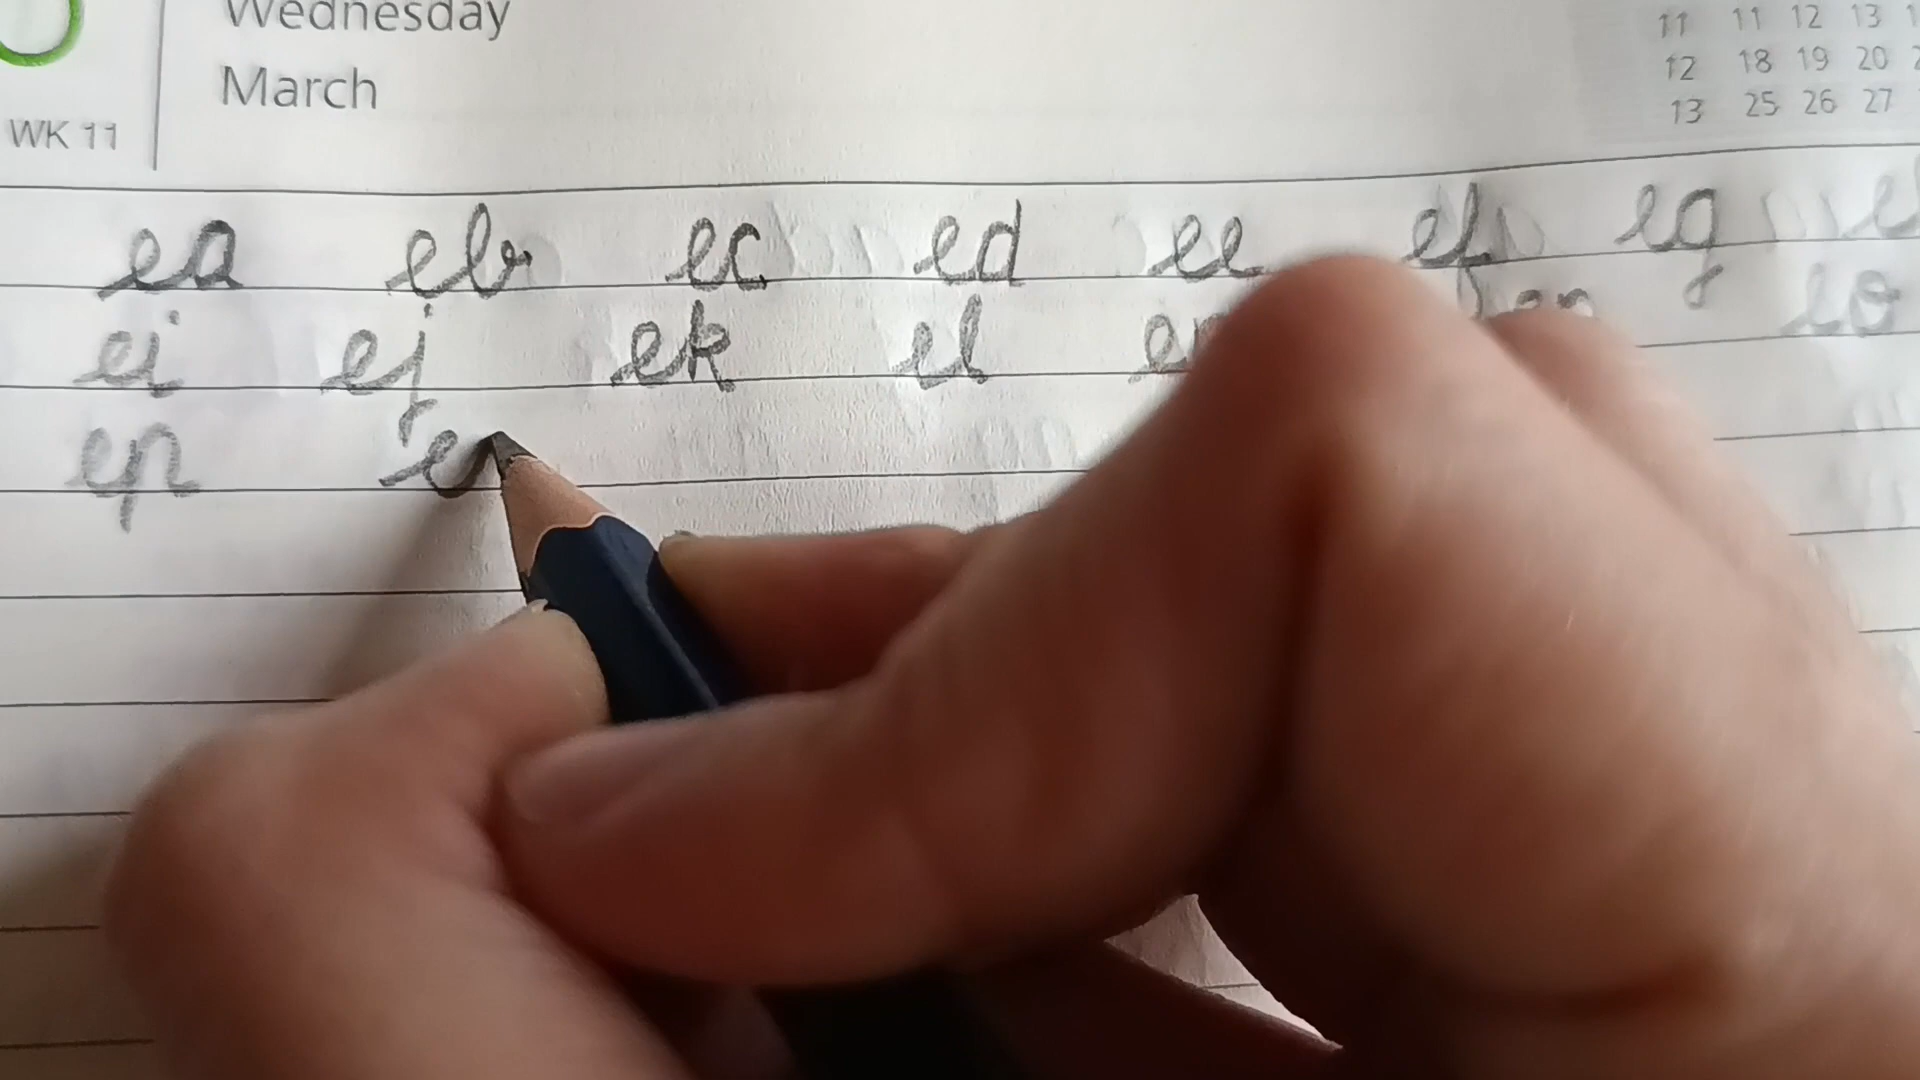 Wednesday
March
WK 11
11 11 12 13
12 18 19 20
13 25 26 27
ea eb ec ed ee ef eg
ei ej ek el eo
ep e